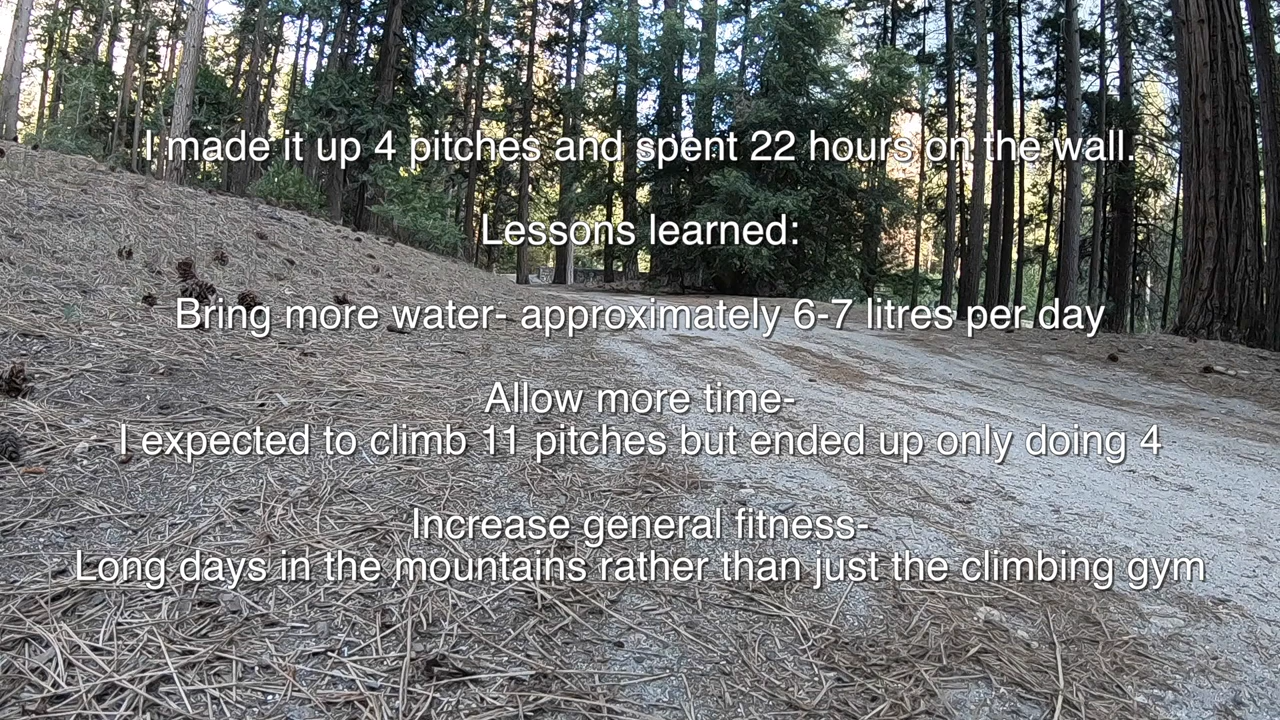 I made it up 4 pitches and spent 22 hours on the wall.
Lessons learned:
Bring more water- approximately 6-7 litres per day
Allow more time-
I expected to climb 11 pitches but ended up only doing 4
Increase general fitness-
Long days in the mountains rather than just the climbing gym